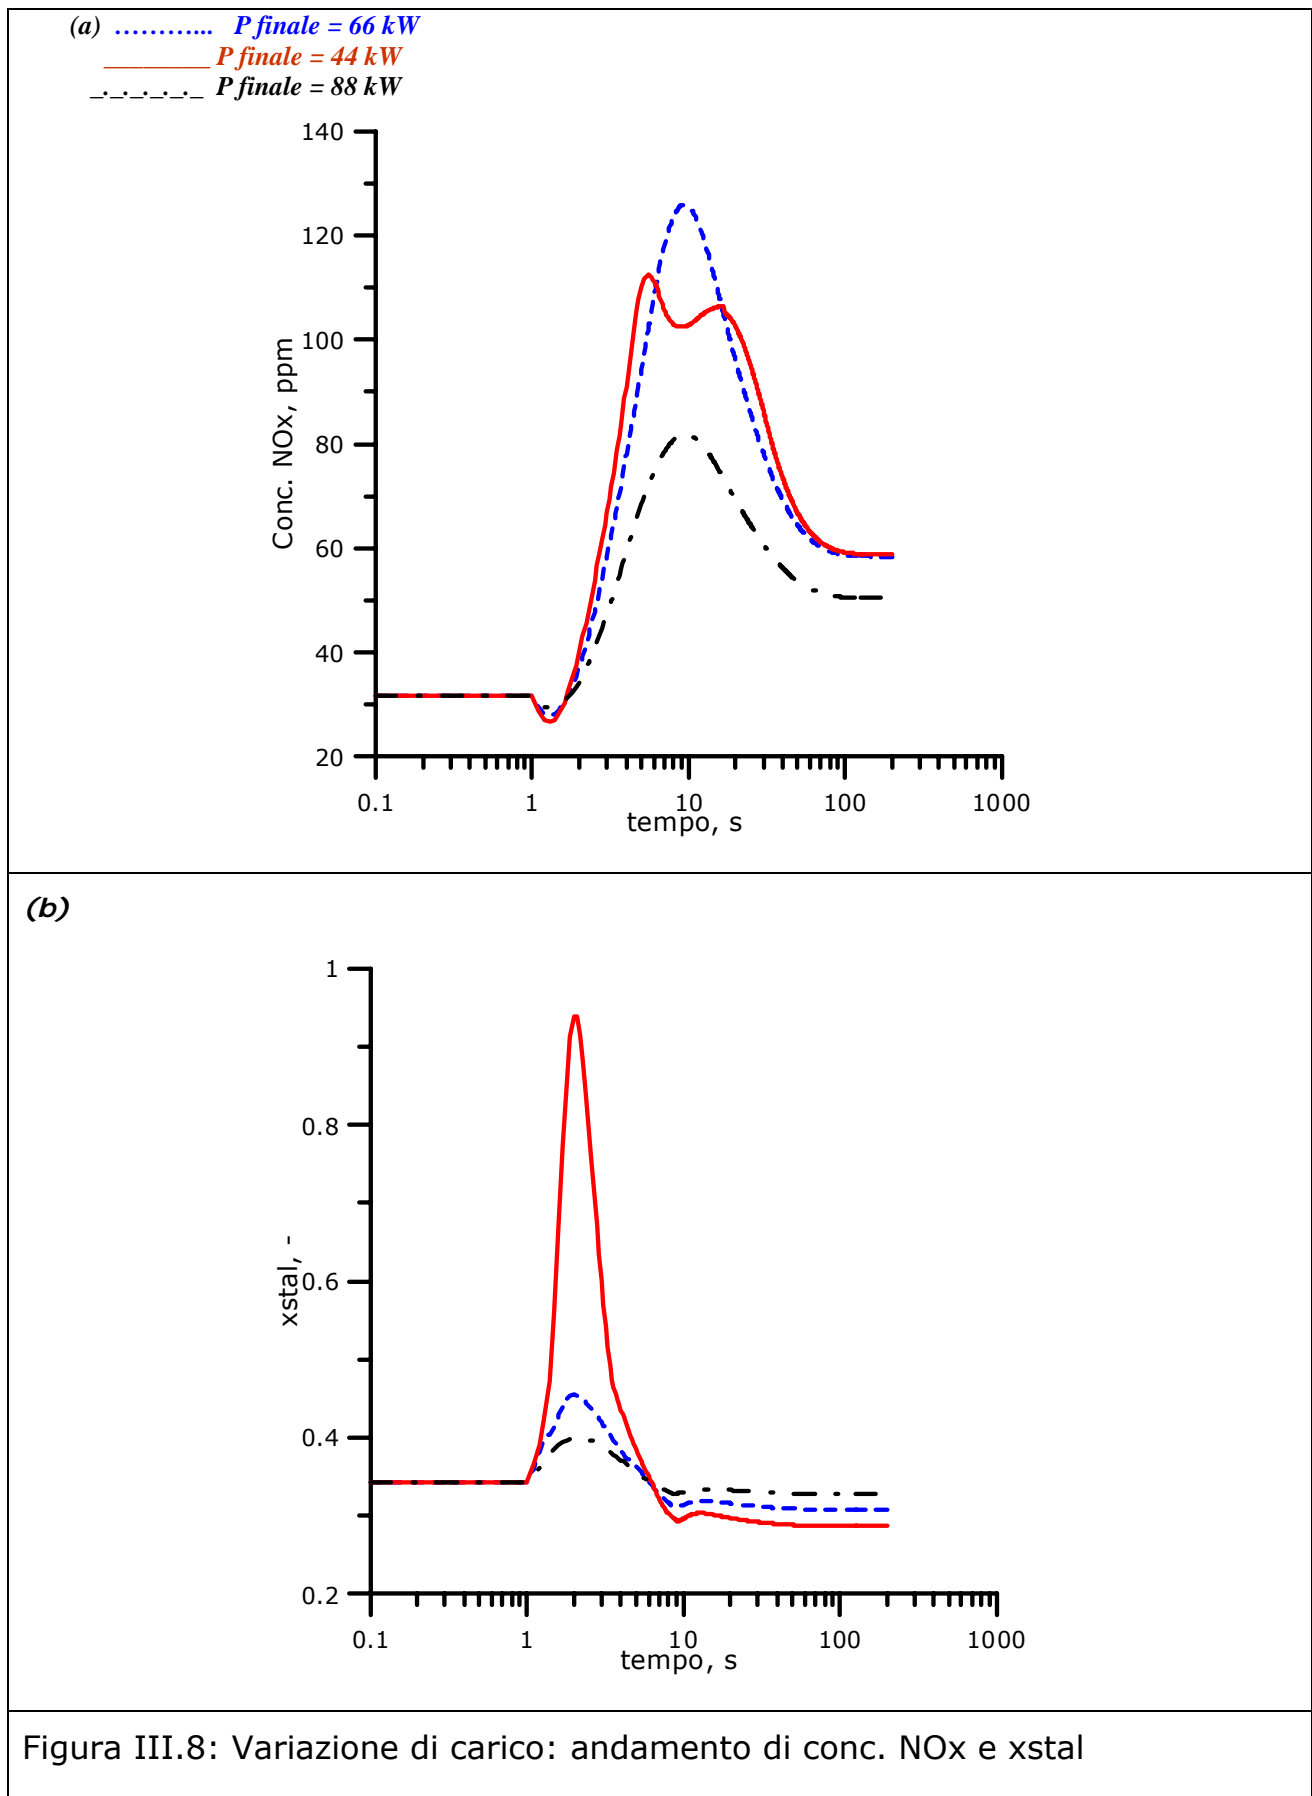 (a) ………….. P finale = 66 kW
________ P finale = 44 kW
_._._._._._ P finale = 88 kW
140
120
100
80
60
40
20
Conc. NOx, ppm
0.1 1 10 100 1000
tempo, s
(b)
1
0.8
0.6
0.4
0.2
xstal, -
0.1 1 10 100 1000
tempo, s
Figura III.8: Variazione di carico: andamento di conc. NOx e xstal